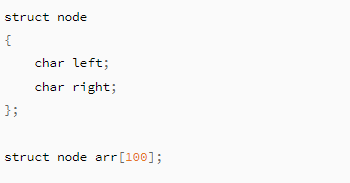 struct node
{
    char left;
    char right;
};

struct node arr[100];